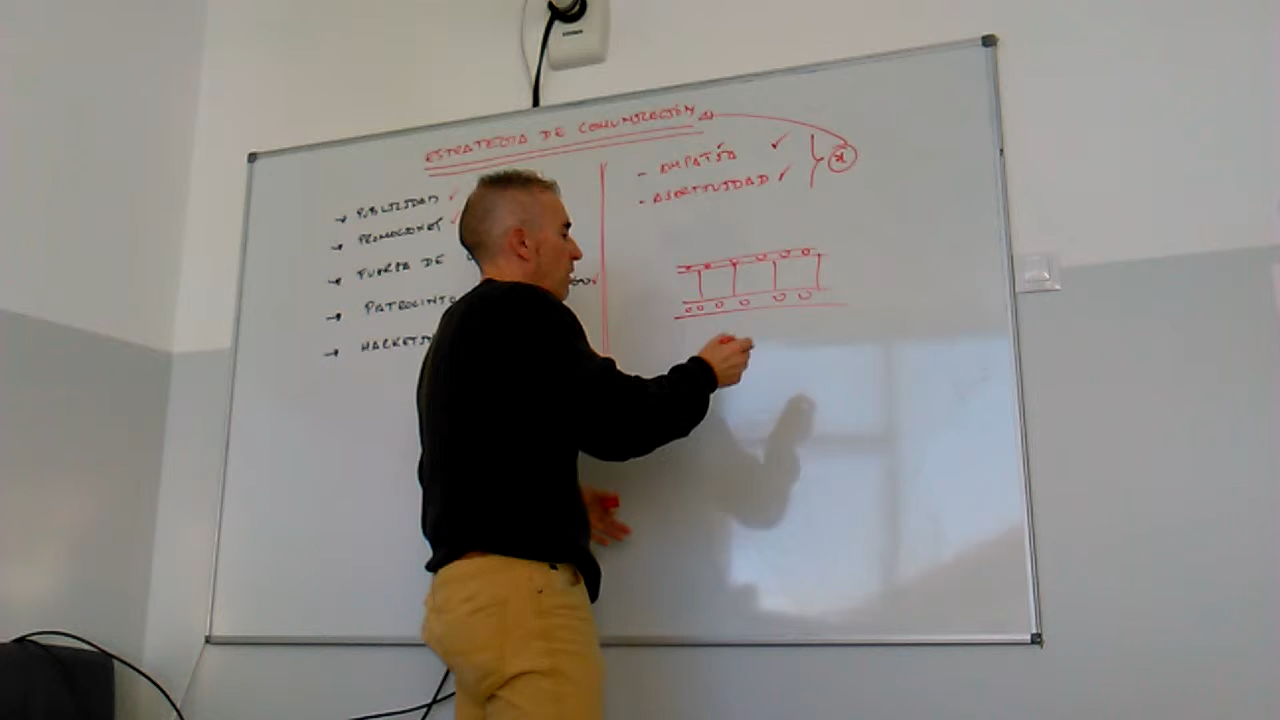 ESTRATEGIA DE COMUNICACIÓN
→ PUBLICIDAD ✓
→ PROMOCIONES ✓
→ FUERZA DE
→ PATROCINIO
→ MARKETI
- EMPATÍA ✓
- ASERTIVIDAD ✓